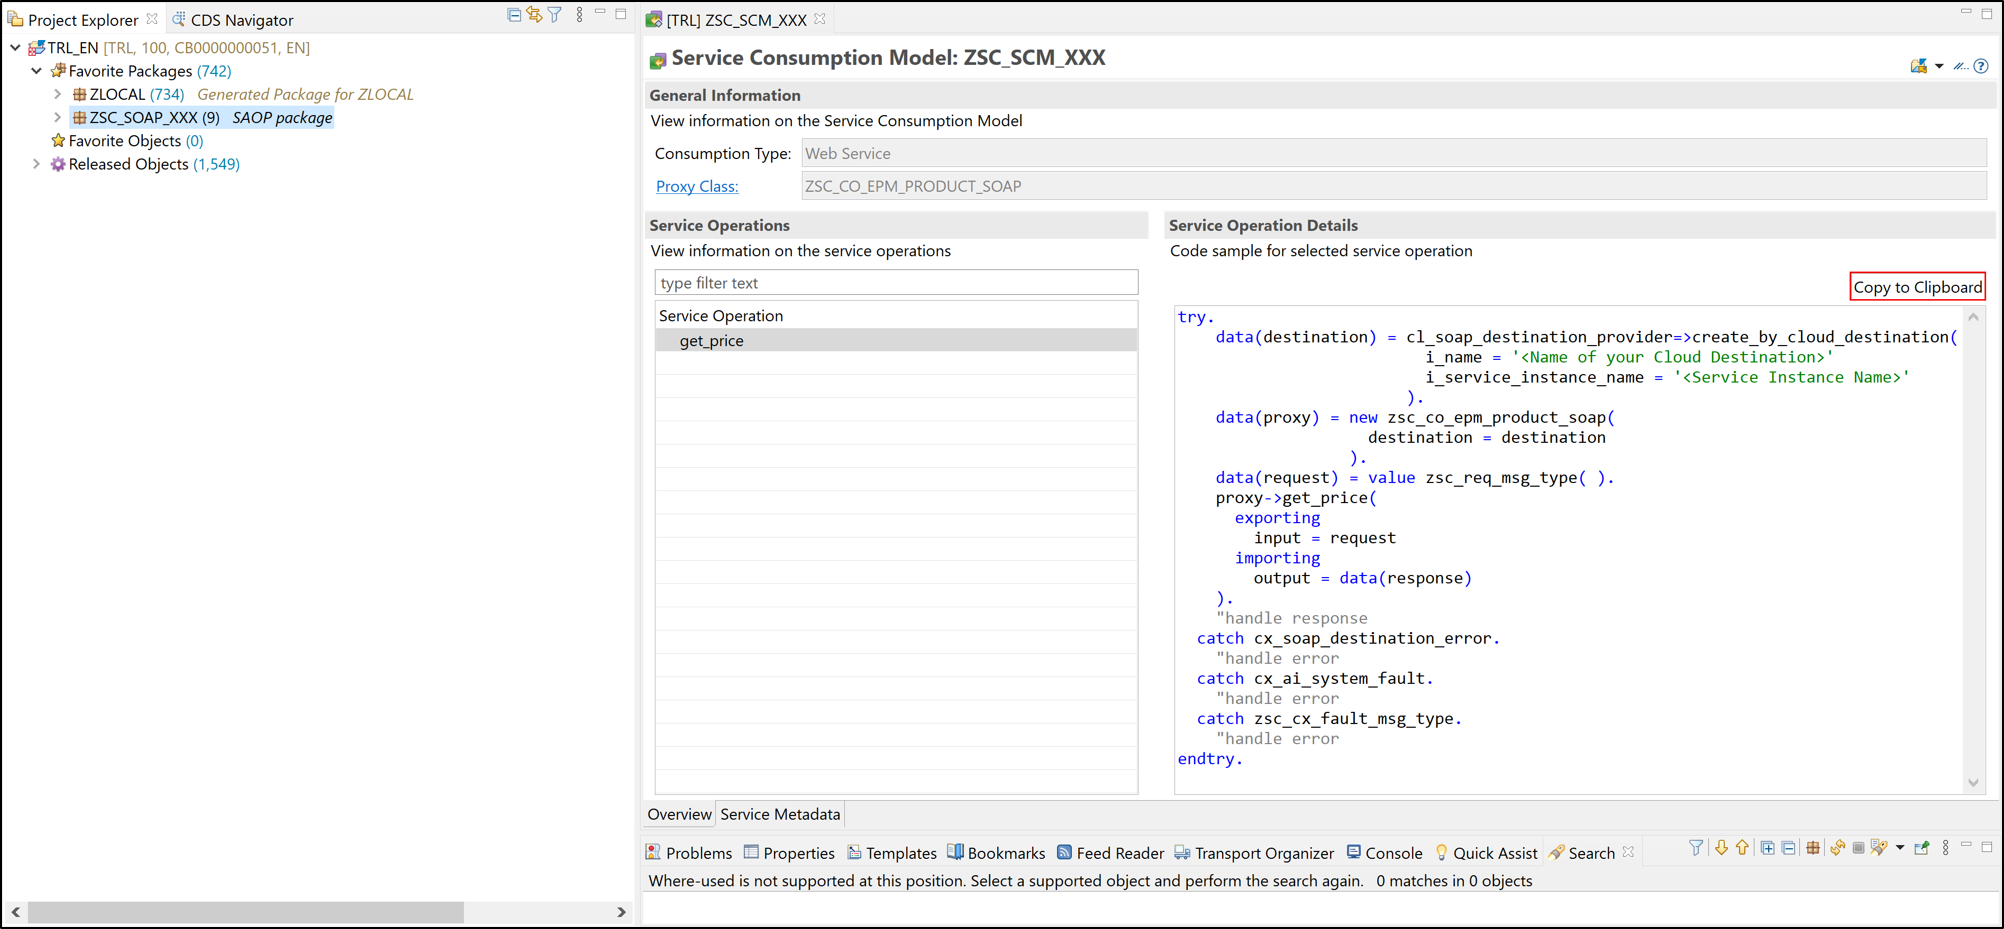 Project Explorer
CDS Navigator
TRL_EN [TRL, 100, CB0000000051, EN]
Favorite Packages (742)
ZLOCAL (734) Generated Package for ZLOCAL
ZSC_SOAP_XXX (9) SAOP package
Favorite Objects (0)
Released Objects (1,549)
[TRL] ZSC_SCM_XXX
Service Consumption Model: ZSC_SCM_XXX
General Information
View information on the Service Consumption Model
Consumption Type: Web Service
Proxy Class: ZSC_CO_EPM_PRODUCT_SOAP
Service Operations
View information on the service operations
type filter text
Service Operation
get_price
Service Operation Details
Code sample for selected service operation
Copy to Clipboard
try.
data(destination) = cl_soap_destination_provider=>create_by_cloud_destination(
i_name = '<Name of your Cloud Destination>'
i_service_instance_name = '<Service Instance Name>'
).
data(proxy) = new zsc_co_epm_product_soap(
destination = destination
).
data(request) = value zsc_req_msg_type( ).
proxy->get_price(
exporting
input = request
importing
output = data(response)
).
"handle response
catch cx_soap_destination_error.
"handle error
catch cx_ai_system_fault.
"handle error
catch zsc_cx_fault_msg_type.
"handle error
endtry.
Overview Service Metadata
Problems Properties Templates Bookmarks Feed Reader Transport Organizer Console Quick Assist Search
Where-used is not supported at this position. Select a supported object and perform the search again. 0 matches in 0 objects